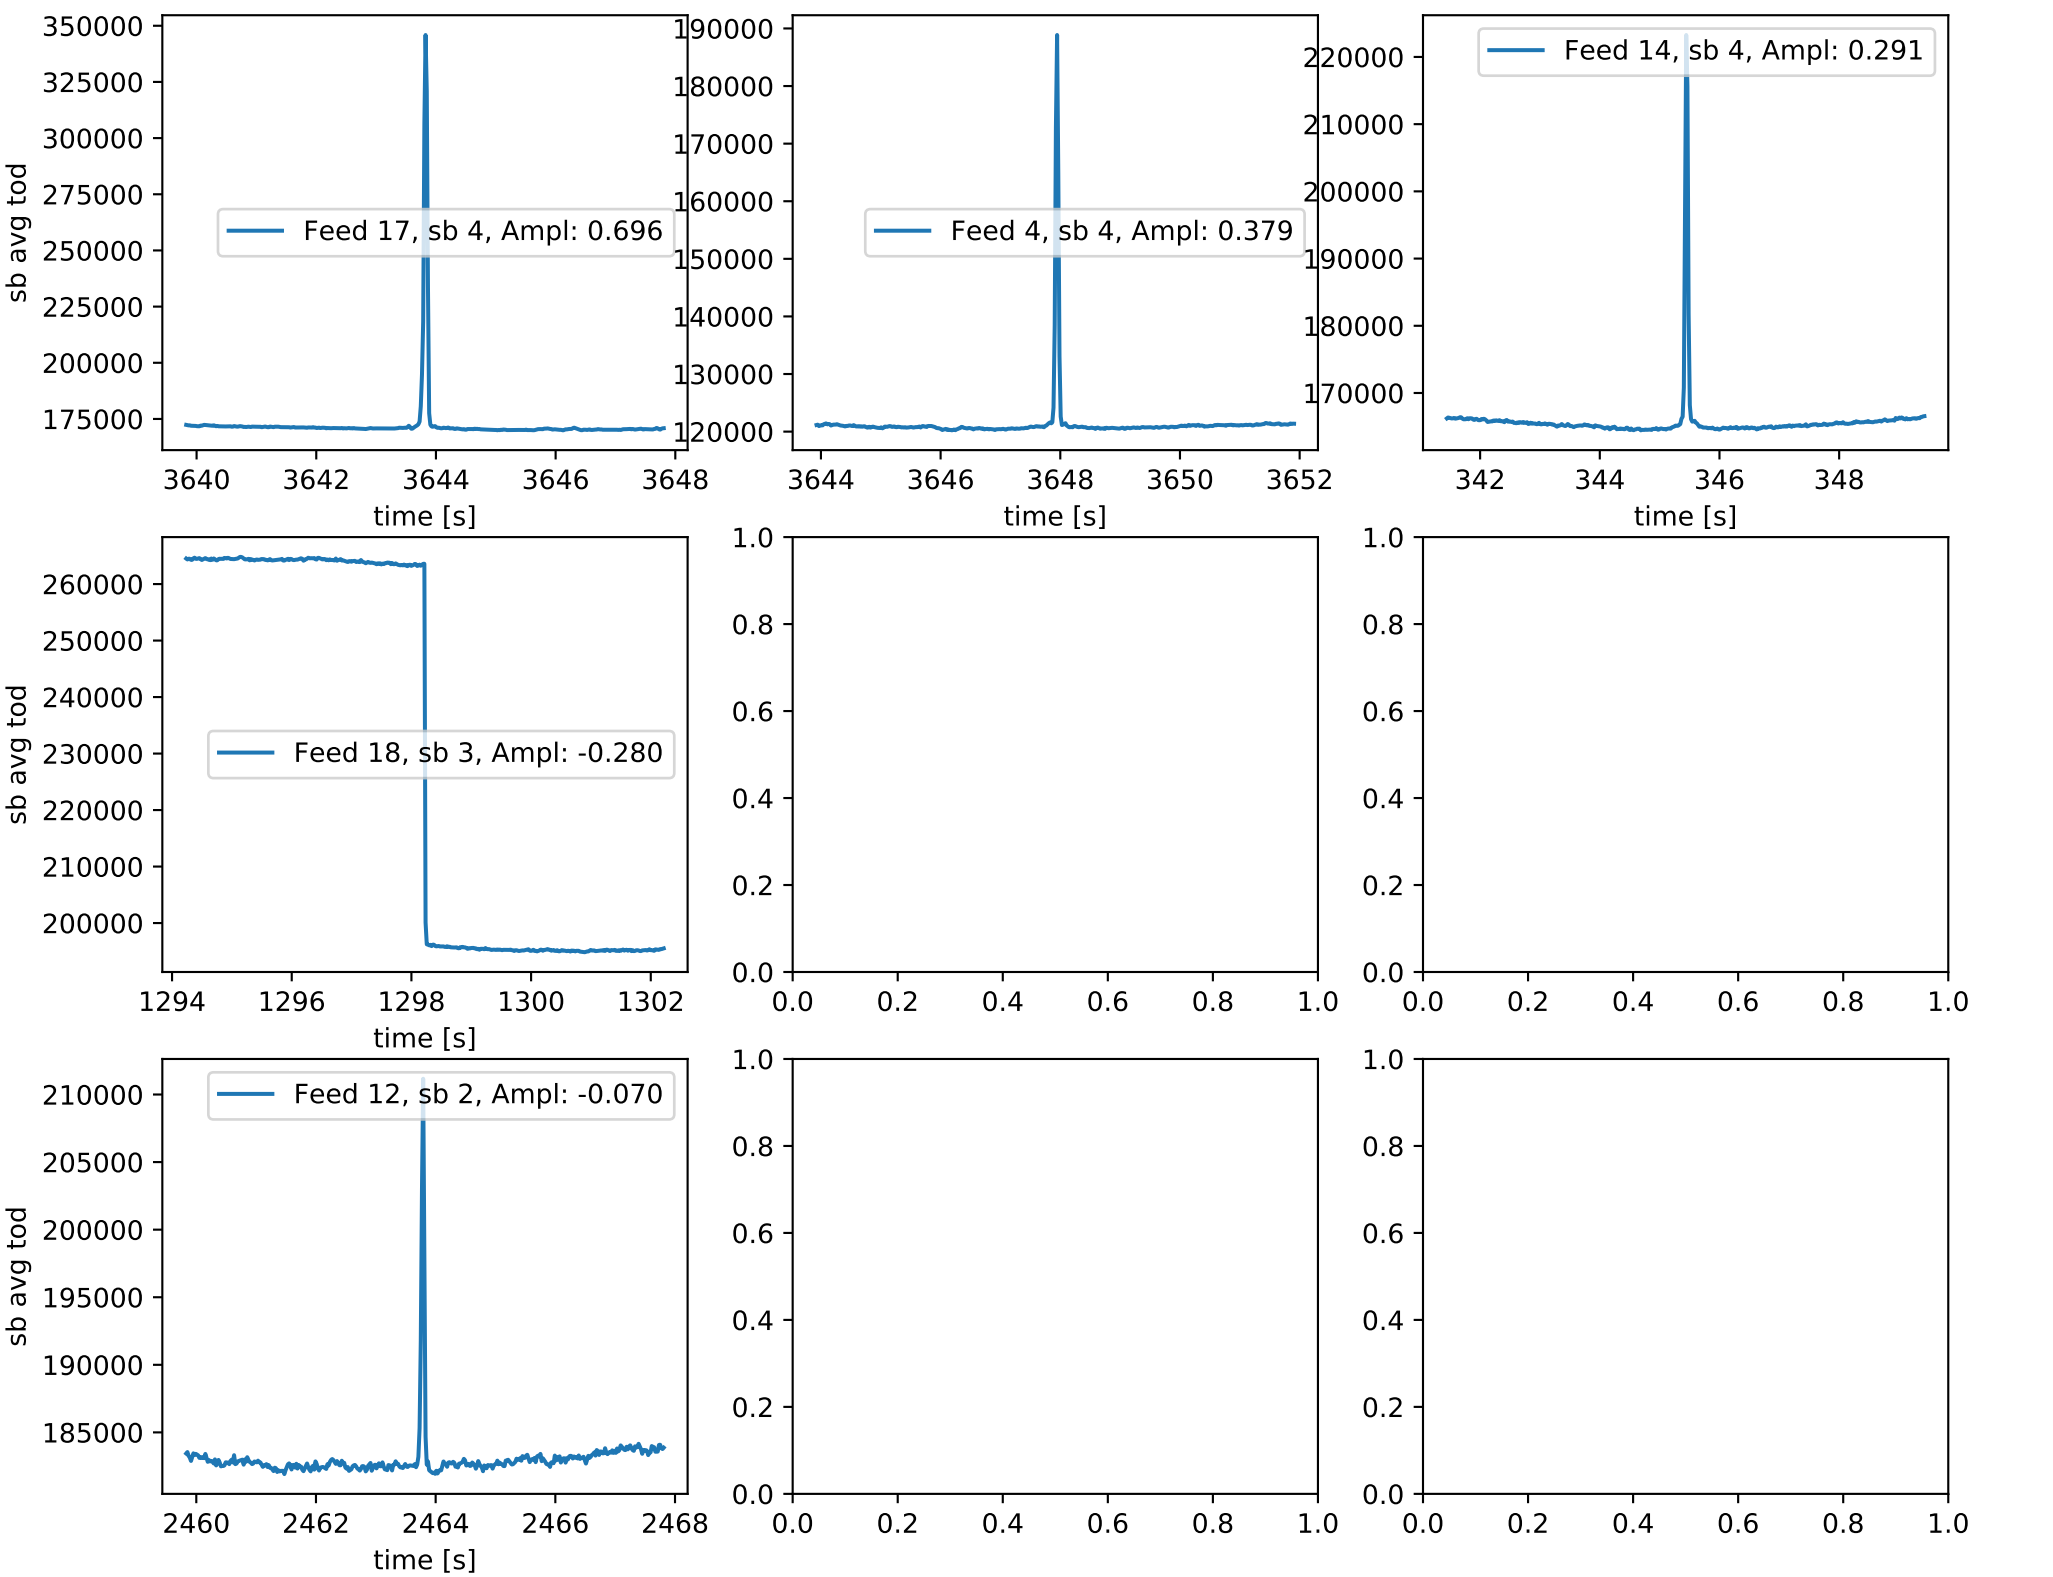 350000
325000
300000
275000
250000
225000
200000
175000
sb avg tod
Feed 17, sb 4, Ampl: 0.696
3640 3642 3644 3646 3648
time [s]
190000
180000
170000
160000
150000
140000
130000
120000
Feed 4, sb 4, Ampl: 0.379
3644 3646 3648 3650 3652
time [s]
220000
210000
200000
190000
180000
170000
Feed 14, sb 4, Ampl: 0.291
342 344 346 348
time [s]
260000
250000
240000
230000
220000
210000
200000
sb avg tod
Feed 18, sb 3, Ampl: -0.280
1294 1296 1298 1300 1302
time [s]
1.0
0.8
0.6
0.4
0.2
0.0
0.0 0.2 0.4 0.6 0.8 1.0
1.0
0.8
0.6
0.4
0.2
0.0
0.0 0.2 0.4 0.6 0.8 1.0
210000
205000
200000
195000
190000
185000
sb avg tod
Feed 12, sb 2, Ampl: -0.070
2460 2462 2464 2466 2468
time [s]
1.0
0.8
0.6
0.4
0.2
0.0
0.0 0.2 0.4 0.6 0.8 1.0
1.0
0.8
0.6
0.4
0.2
0.0
0.0 0.2 0.4 0.6 0.8 1.0